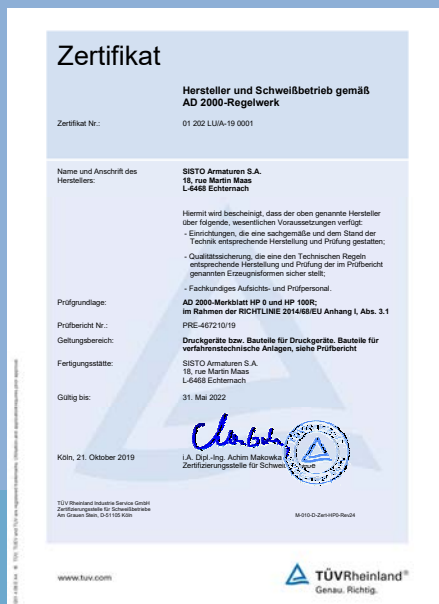 Zertifikat
Hersteller und Schweißbetrieb gemäß
AD 2000-Regelwerk
Zertifikat Nr.: 01 202 LU/A-19 0001
Name und Anschrift des
Herstellers:
SISTO Armaturen S.A.
18, rue Martin Maas
L-6468 Echternach
Hiermit wird bescheinigt, dass der oben genannte Hersteller
über folgende, wesentlichen Voraussetzungen verfügt:
- Einrichtungen, die eine sachgemäße und dem Stand der
Technik entsprechende Herstellung und Prüfung gestatten;
- Qualitätssicherung, die eine den Technischen Regeln
entsprechende Herstellung und Prüfung der im Prüfbericht
genannten Erzeugnisformen sicher stellt;
- Fachkundiges Aufsichts- und Prüfpersonal.
Prüfgrundlage: AD 2000-Merkblatt HP 0 und HP 100R;
im Rahmen der RICHTLINIE 2014/68/EU Anhang I, Abs. 3.1
Prüfbericht Nr.: PRE-467210/19
Geltungsbereich: Druckgeräte bzw. Bauteile für Druckgeräte. Bauteile für
verfahrenstechnische Anlagen, siehe Prüfbericht
Fertigungsstätte: SISTO Armaturen S.A.
18, rue Martin Maas
L-6468 Echternach
Gültig bis: 31. Mai 2022
Köln, 21. Oktober 2019
i.A. Dipl.-Ing. Achim Makowka
Zertifizierungsstelle für
TÜV Rheinland Industrie Service GmbH
Zertifizierungsstelle für Schweißbetriebe
Am Grauen Stein, D-51105 Köln
M-010-D-Zert-HP0-Rev24
www.tuv.com
TÜVRheinland®
Genau. Richtig.